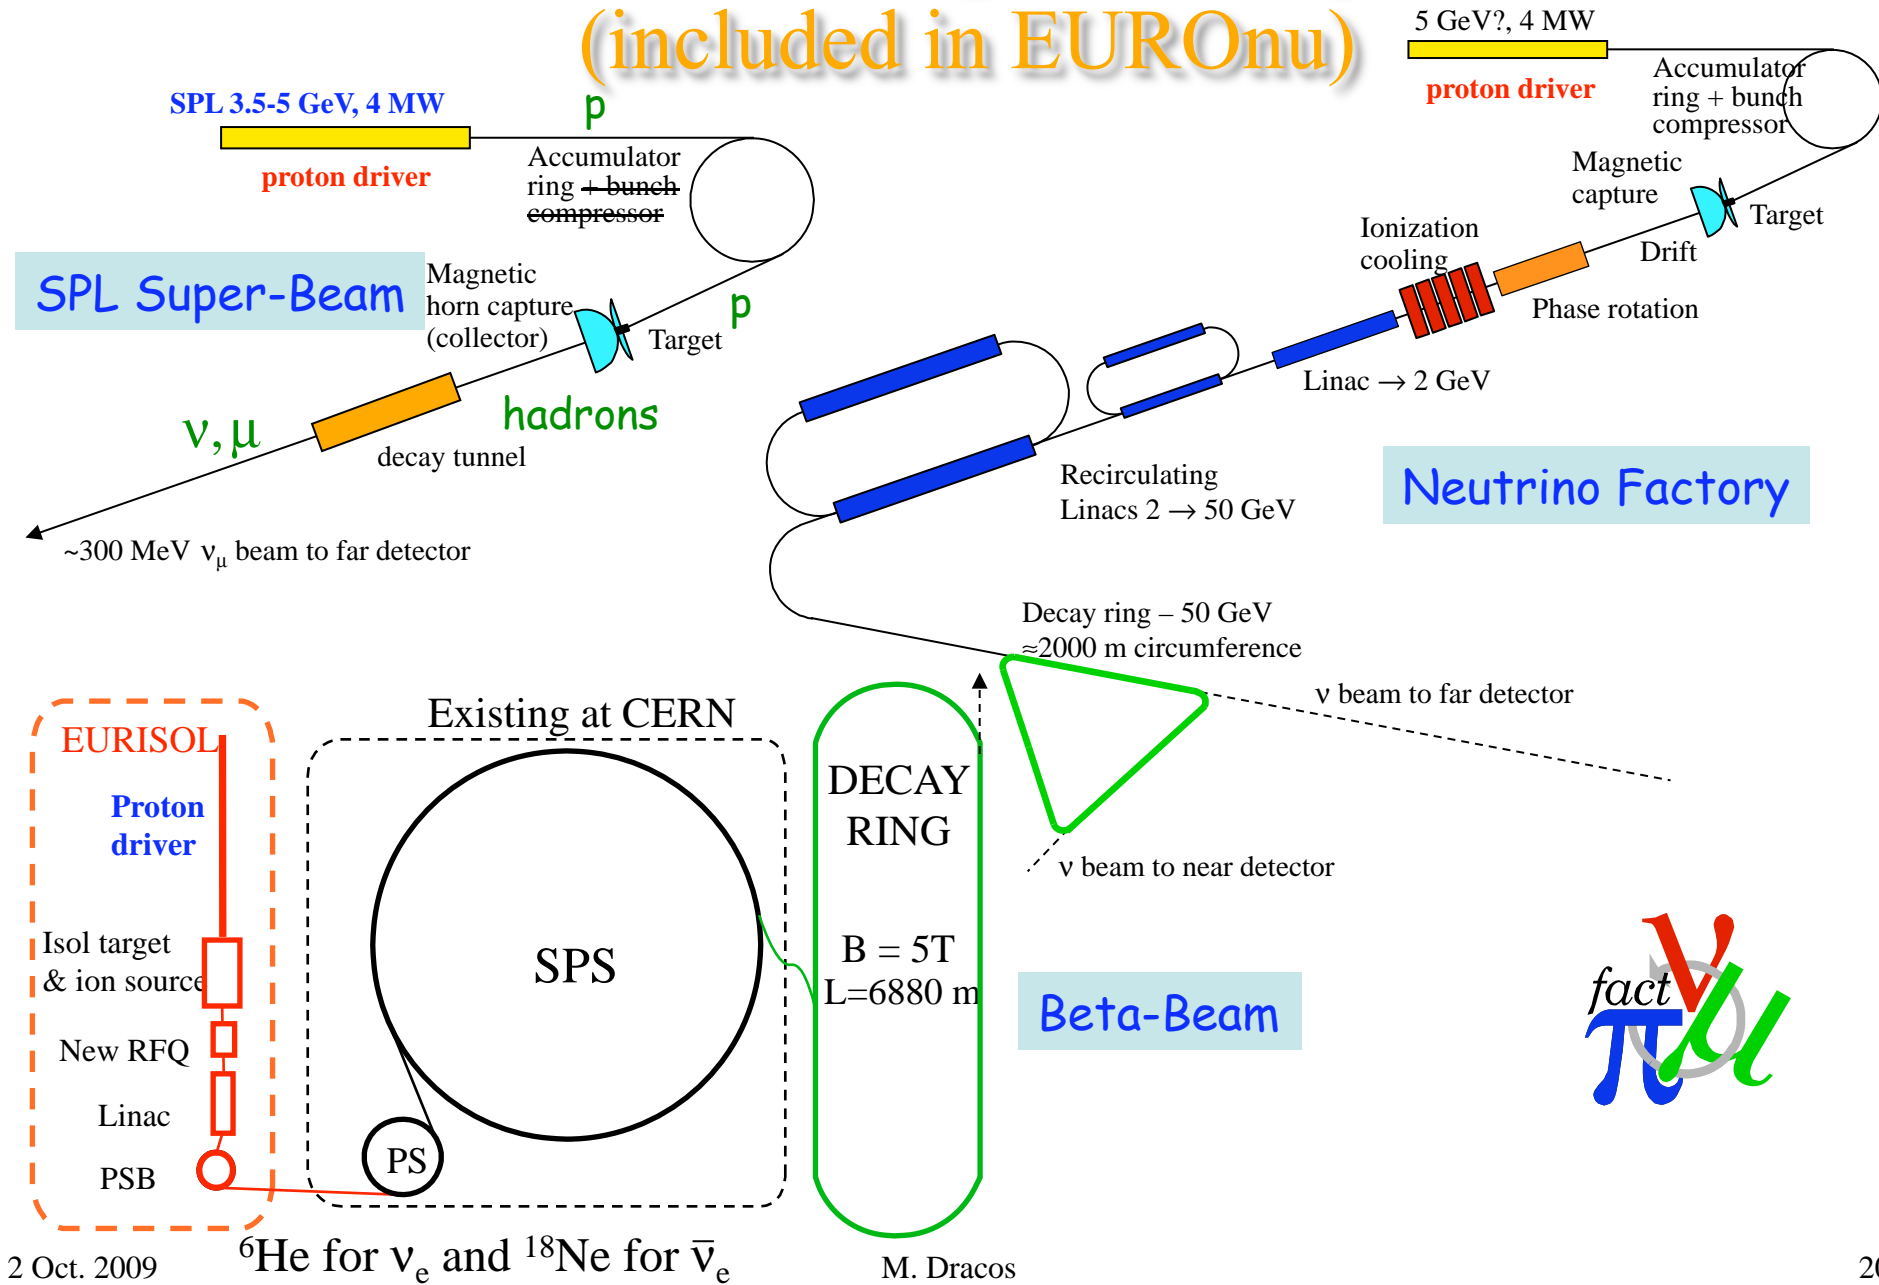 (included in EUROnu)
5 GeV?, 4 MW
proton driver
Accumulator
ring + bunch
compressor
SPL 3.5-5 GeV, 4 MW
p
proton driver
Accumulator
ring + bunch
compressor
Magnetic
capture
Target
Ionization
cooling
Drift
Phase rotation
SPL Super-Beam
Magnetic
horn capture
(collector)
p
Target
Linac → 2 GeV
hadrons
ν, μ
decay tunnel
Recirculating
Linacs 2 → 50 GeV
Neutrino Factory
~300 MeV νμ beam to far detector
Decay ring – 50 GeV
≈2000 m circumference
ν beam to far detector
ν beam to near detector
EURISOL
Proton
driver
Isol target
& ion source
New RFQ
Linac
PSB
Existing at CERN
SPS
PS
DECAY
RING
B = 5T
L=6880 m
Beta-Beam
fact
ν
π
μ
⁶He for νe and ¹⁸Ne for ν̄e
2 Oct. 2009
M. Dracos